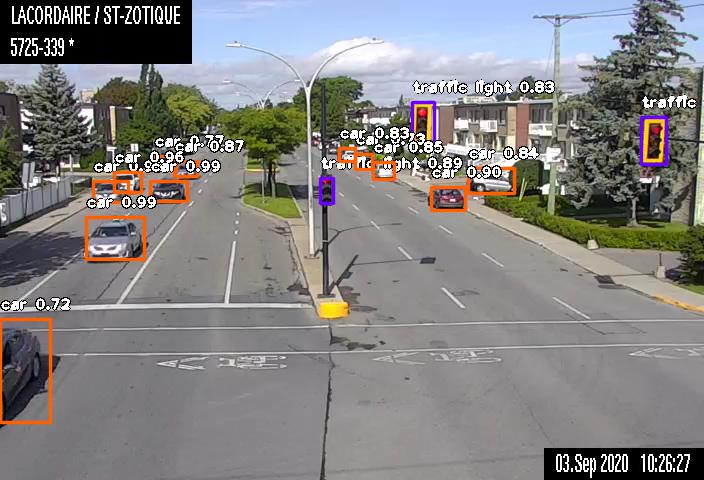 LACORDAIRE / ST-ZOTIQUE
5725-339 *
traffic light 0.83
traffic
car 0.77
car 0.87
car 0.83
car 0.85
car 0.84
car 0.96
car 0.99
traffic light 0.89
car 0.90
car 0.99
car 0.72
03.Sep 2020 10:26:27